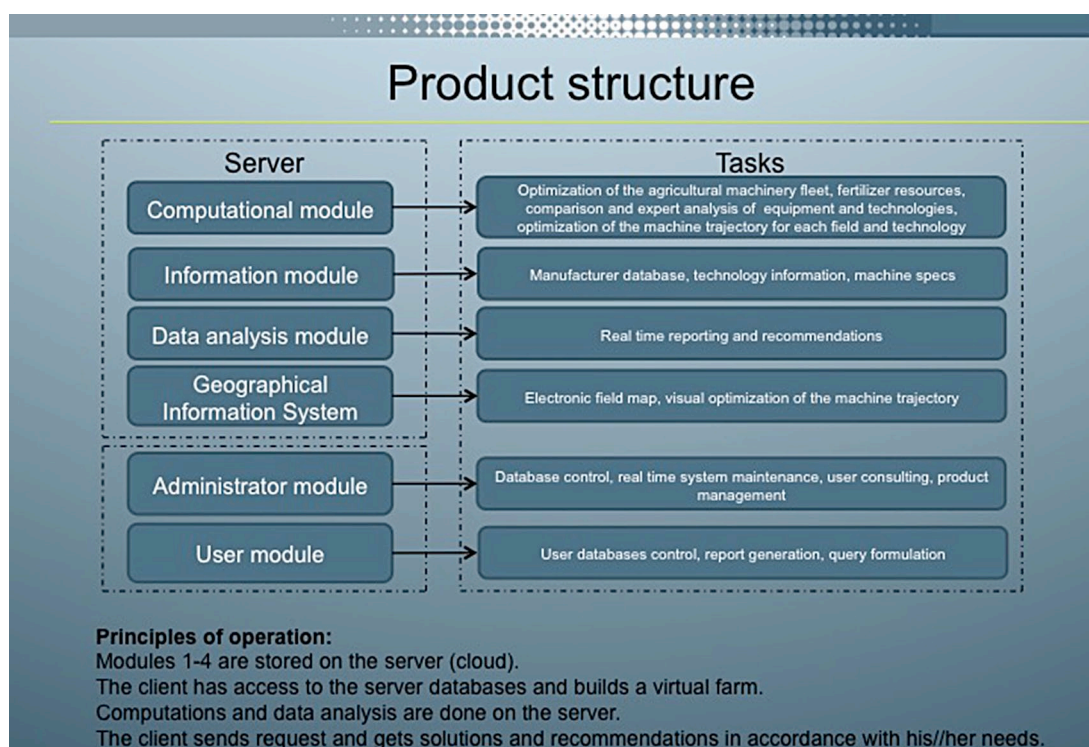 Product structure
Server
Computational module
Information module
Data analysis module
Geographical
Information System
Administrator module
User module
Tasks
Optimization of the agricultural machinery fleet, fertilizer resources,
comparison and expert analysis of equipment and technologies,
optimization of the machine trajectory for each field and technology
Manufacturer database, technology information, machine specs
Real time reporting and recommendations
Electronic field map, visual optimization of the machine trajectory
Database control, real time system maintenance, user consulting, product
management
User databases control, report generation, query formulation
Principles of operation:
Modules 1-4 are stored on the server (cloud).
The client has access to the server databases and builds a virtual farm.
Computations and data analysis are done on the server.
The client sends request and gets solutions and recommendations in accordance with his//her needs.